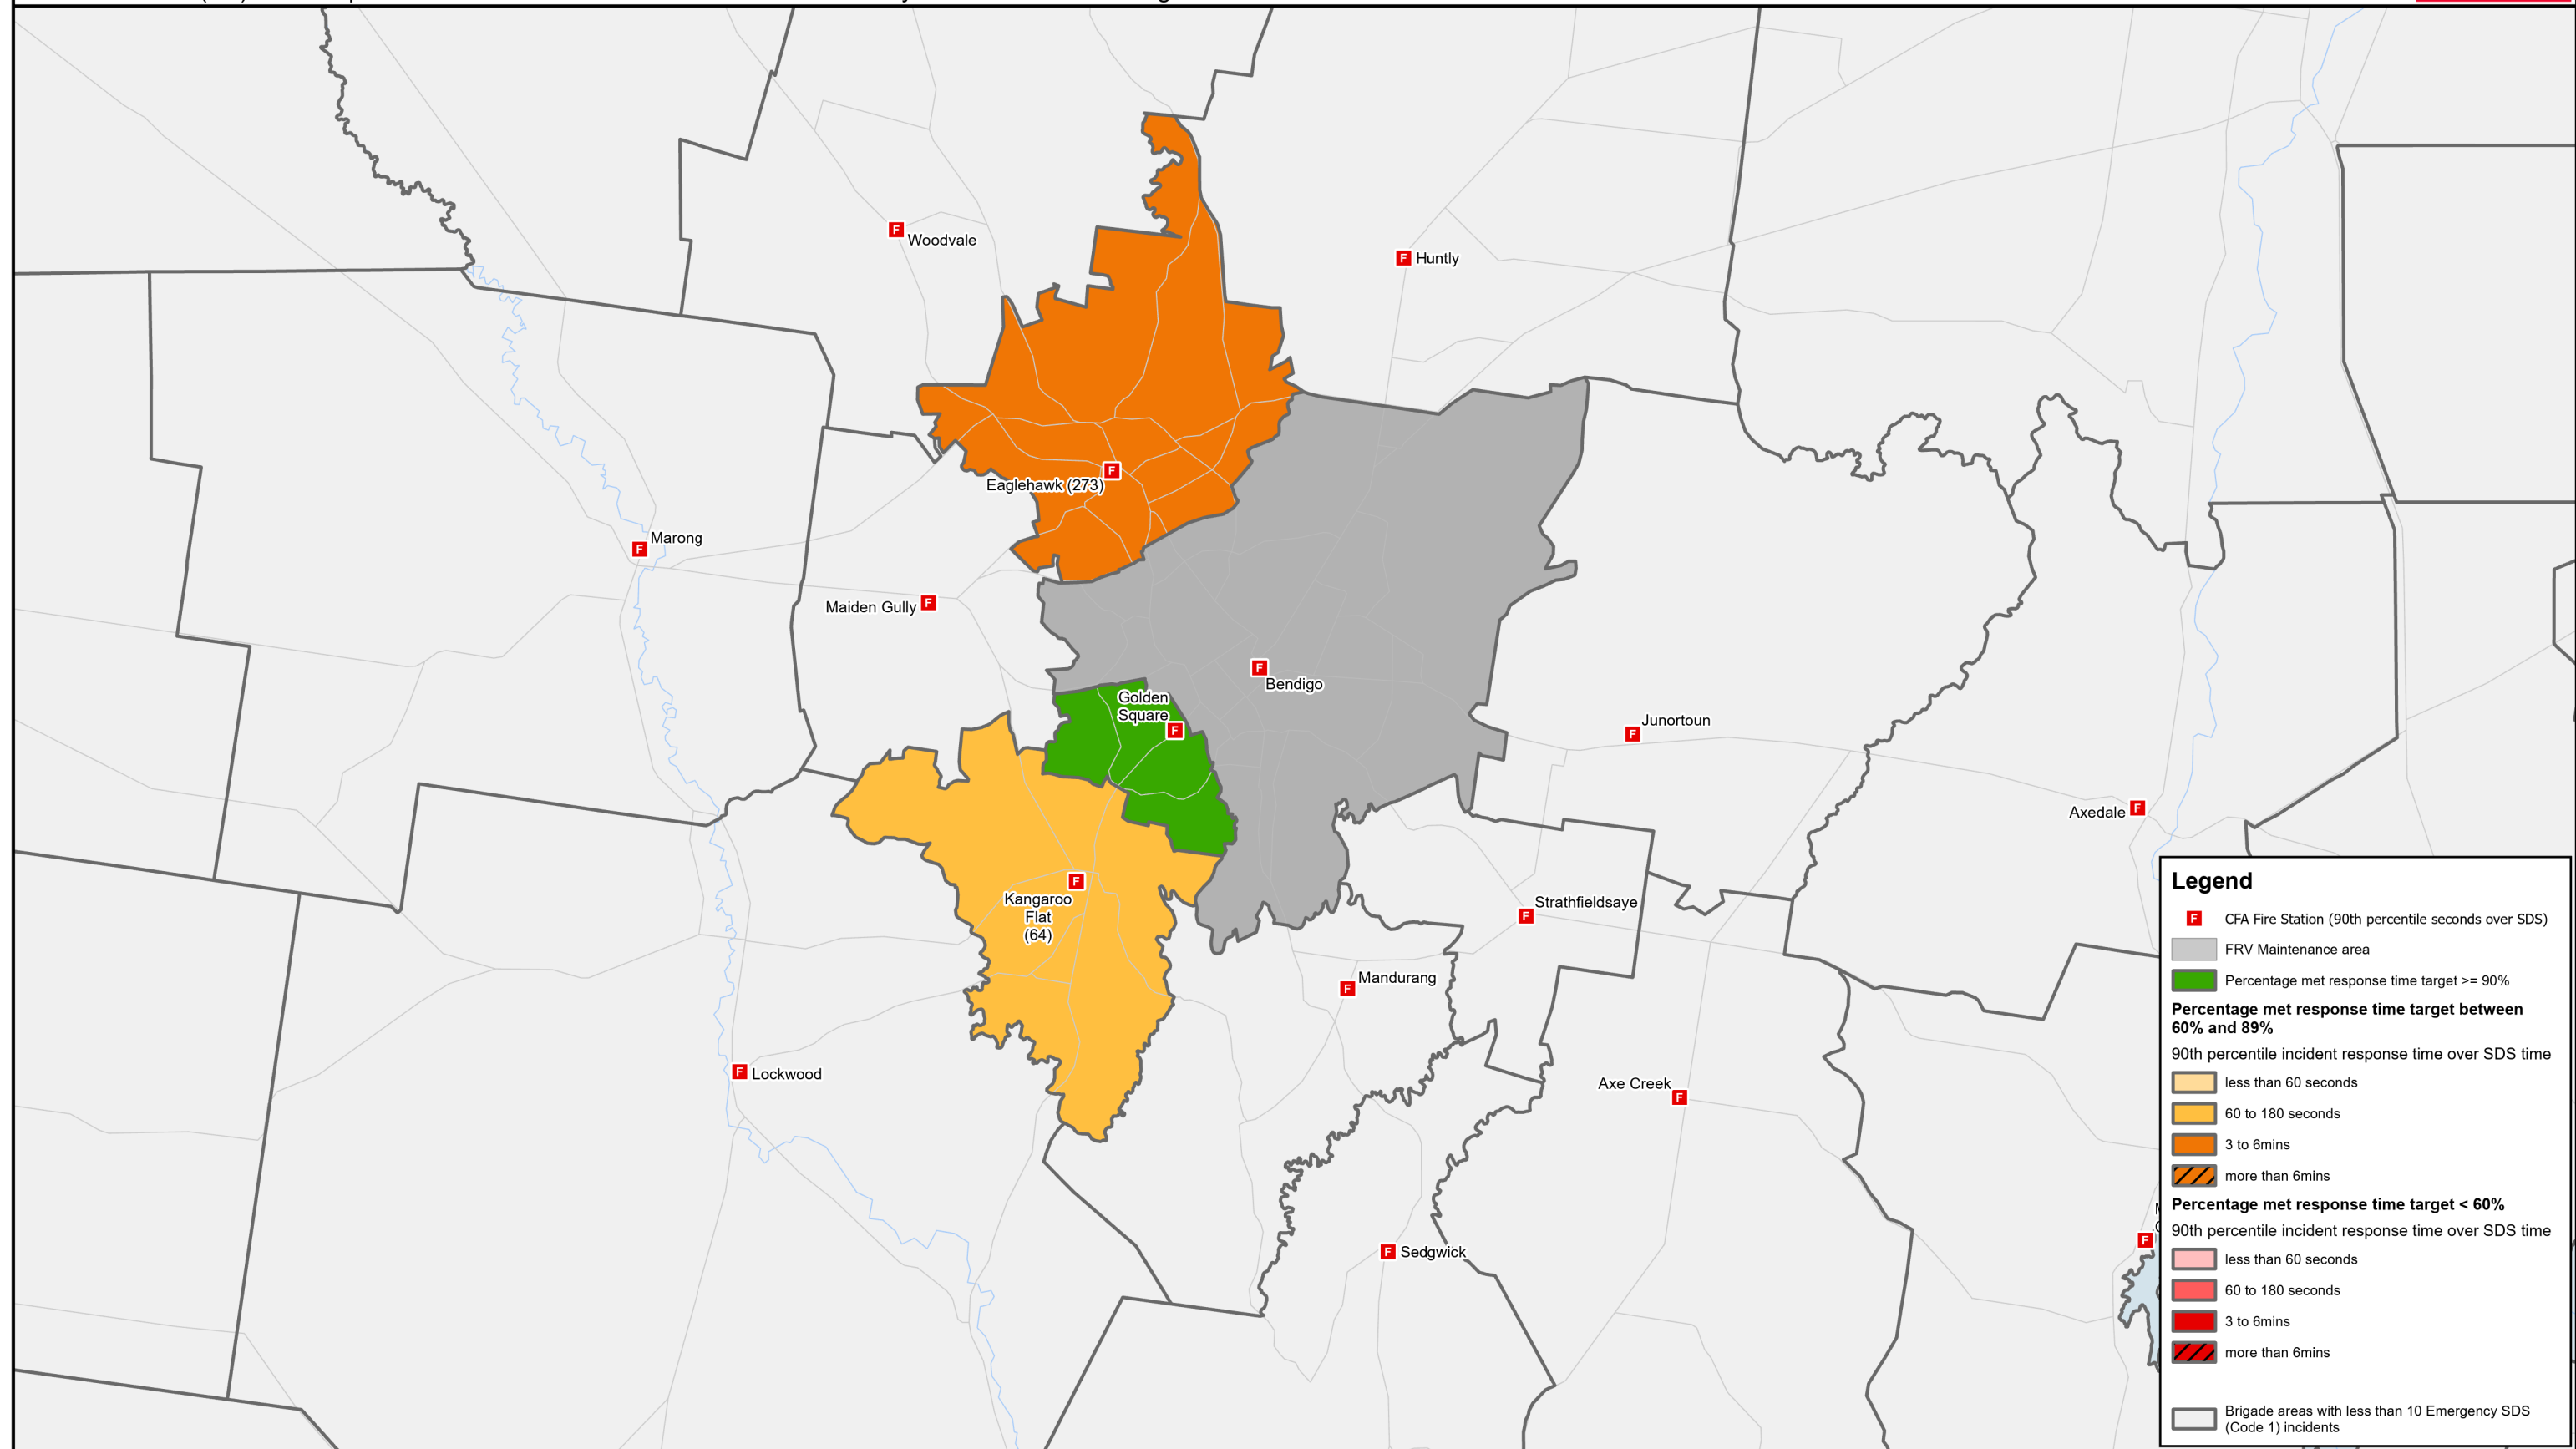 F
Woodvale
F
Huntly
F
Eaglehawk (273)
F
Marong
F
Maiden Gully
F
Bendigo
Golden
Square
F
F
Junortoun
F
Axedale
F
Kangaroo
Flat
(64)
F
Strathfieldsaye
F
Mandurang
F
Lockwood
Axe Creek
F
F
Sedgwick
F
Legend
F
CFA Fire Station (90th percentile seconds over SDS)
FRV Maintenance area
Percentage met response time target >= 90%
Percentage met response time target between
60% and 89%
90th percentile incident response time over SDS time
less than 60 seconds
60 to 180 seconds
3 to 6mins
more than 6mins
Percentage met response time target < 60%
90th percentile incident response time over SDS time
less than 60 seconds
60 to 180 seconds
3 to 6mins
more than 6mins
Brigade areas with less than 10 Emergency SDS
(Code 1) incidents